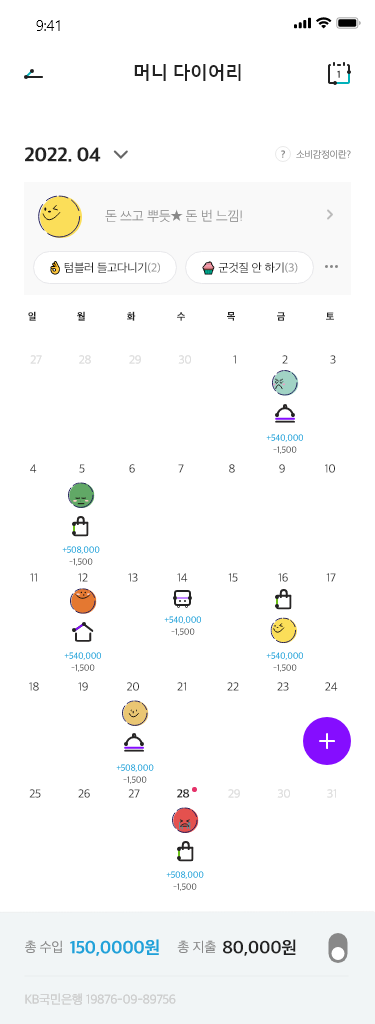 9:41
머니 다이어리
1
2022. 04
? 소비감정이란?
돈 쓰고 뿌듯★ 돈 번 느낌!
텀블러 들고다니기(2) 군것질 안 하기(3)
일 월 화 수 목 금 토
27 28 29 30 1 2 3
+540,000
-1,500
4 5 6 7 8 9 10
+508,000
-1,500
11 12 13 14 15 16 17
+540,000
-1,500
+540,000 +540,000
-1,500 -1,500
18 19 20 21 22 23 24
+508,000
-1,500
25 26 27 28 29 30 31
+508,000
-1,500
총 수입 150,0000원 총 지출 80,000원
KB국민은행 19876-09-89756